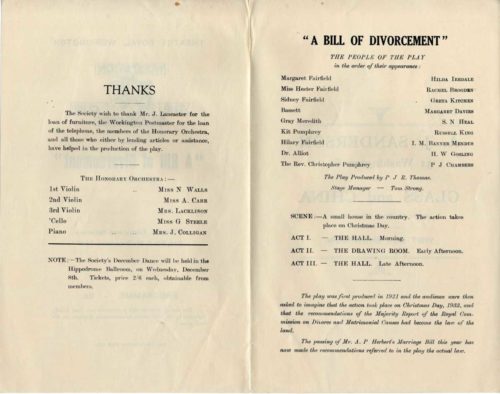 THANKS
The Society wish to thank Mr. J. Lancaster for the
loan of furniture, the Workington Postmaster for the loan
of the telephone, the members of the Honorary Orchestra,
and all those who either by lending articles or assistance,
have helped in the production of the play.
THE HONORARY ORCHESTRA:—
1st Violin .. MISS N WALLS
2nd Violin MISS A. CARR
3rd Violin MRS. LACKLISON
'Cello MISS G STEELE
Piano MRS. J. COLLIGAN
NOTE:—The Society's December Dance will be held in the
Hippodrome Ballroom, on Wednesday, December
8th. Tickets, price 2/6 each, obtainable from
members.
"A BILL OF DIVORCEMENT"
THE PEOPLE OF THE PLAY
in the order of their appearance:
Margaret Fairfield HILDA IREDALE
Miss Hester Fairfield RACHEL BROGDEN
Sidney Fairfield GRETA KITCHEN
Bassett MARGARET DAVIES
Gray Meredith S. N HEAL
Kit Pumphrey RUSSELL KING
Hilary Fairfield I. M. BANNER MENDUS
Dr. Alliot H. W GOSLING
The Rev. Christopher Pumphrey P J CHAMBERS
The Play Produced by P J R. Thomas.
Stage Manager — Tom Strong.
SCENE:—A small house in the country. The action takes
place on Christmas Day.
ACT I. — THE HALL. Morning.
ACT II. — THE DRAWING ROOM. Early Afternoon.
ACT III. — THE HALL. Late Afternoon.
The play was first produced in 1921 and the audience were then
asked to imagine that the action took place on Christmas Day, 1933, and
that the recommendations of the Majority Report of the Royal Com-
mission on Divorce and Matrimonial Causes had become the law of the
land.
The passing of Mr. A. P Herbert's Marriage Bill this year has
now made the recommendations referred to in the play the actual law.